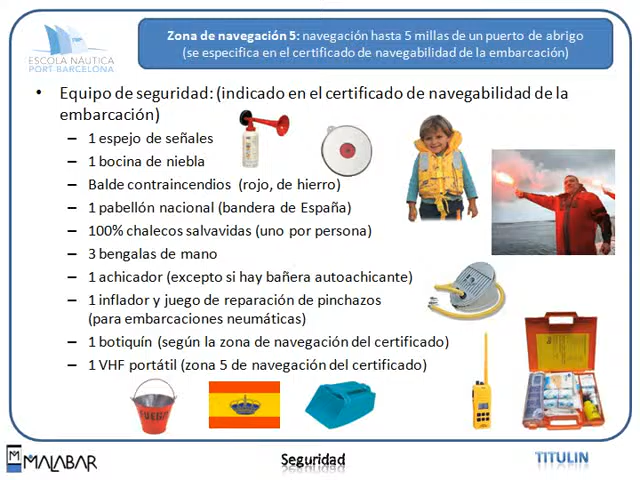 Zona de navegación 5: navegación hasta 5 millas de un puerto de abrigo
(se especifica en el certificado de navegabilidad de la embarcación)
ESCOLA NÀUTICA
PORT BARCELONA
• Equipo de seguridad: (indicado en el certificado de navegabilidad de la
embarcación)
– 1 espejo de señales
– 1 bocina de niebla
– Balde contraincendios (rojo, de hierro)
– 1 pabellón nacional (bandera de España)
– 100% chalecos salvavidas (uno por persona)
– 3 bengalas de mano
– 1 achicador (excepto si hay bañera autoachicante)
– 1 inflador y juego de reparación de pinchazos
(para embarcaciones neumáticas)
– 1 botiquín (según la zona de navegación del certificado)
– 1 VHF portátil (zona 5 de navegación del certificado)
FUEGO
MALABAR
Seguridad
TITULIN